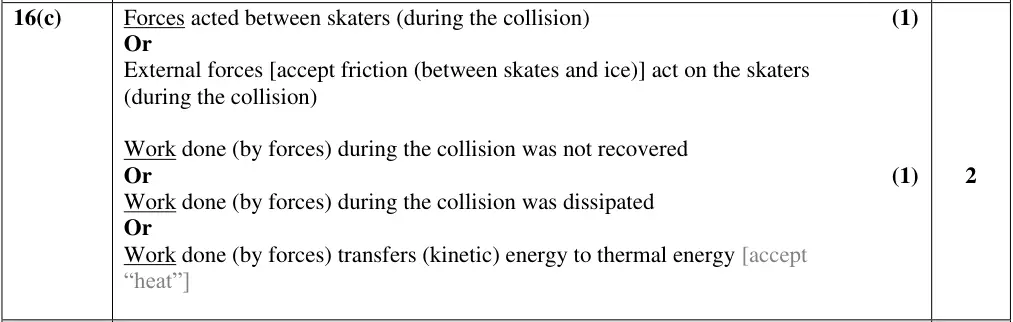 16(c) Forces acted between skaters (during the collision) (1)
Or
External forces [accept friction (between skates and ice)] act on the skaters
(during the collision)
Work done (by forces) during the collision was not recovered
Or (1) 2
Work done (by forces) during the collision was dissipated
Or
Work done (by forces) transfers (kinetic) energy to thermal energy [accept
“heat”]